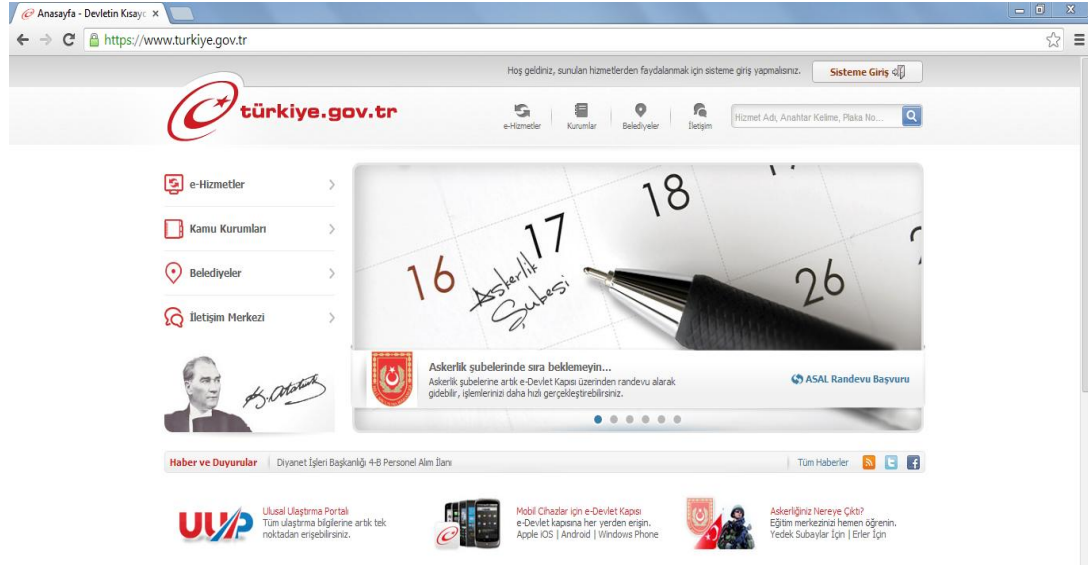 Anasayfa - Devletin Kısayo
https://www.turkiye.gov.tr
Hoş geldiniz, sunulan hizmetlerden faydalanmak için sisteme giriş yapmalısınız.
Sisteme Giriş
türkiye.gov.tr
e-Hizmetler
Kurumlar
Belediyeler
İletişim
Hizmet Adı, Anahtar Kelime, Plaka No...
e-Hizmetler
Kamu Kurumları
Belediyeler
İletişim Merkezi
K. Atatürk
16 17 18
26
Askerlik
Şubesi
Askerlik şubelerinde sıra beklemeyin...
Askerlik şubelerine artık e-Devlet Kapısı üzerinden randevu alarak
gidebilir, işlemlerinizi daha hızlı gerçekleştirebilirsiniz.
ASAL Randevu Başvuru
Haber ve Duyurular
Diyanet İşleri Başkanlığı 4-B Personel Alım İlanı
Tüm Haberler
UUP
Ulusal Ulaştırma Portalı
Tüm ulaştırma bilgilerine artık tek
noktadan erişebilirsiniz.
Mobil Cihazlar için e-Devlet Kapısı
e-Devlet kapısına her yerden erişin.
Apple iOS | Android | Windows Phone
Askerliğiniz Nereye Çıktı?
Eğitim merkezinizi hemen öğrenin.
Yedek Subaylar İçin | Erler İçin